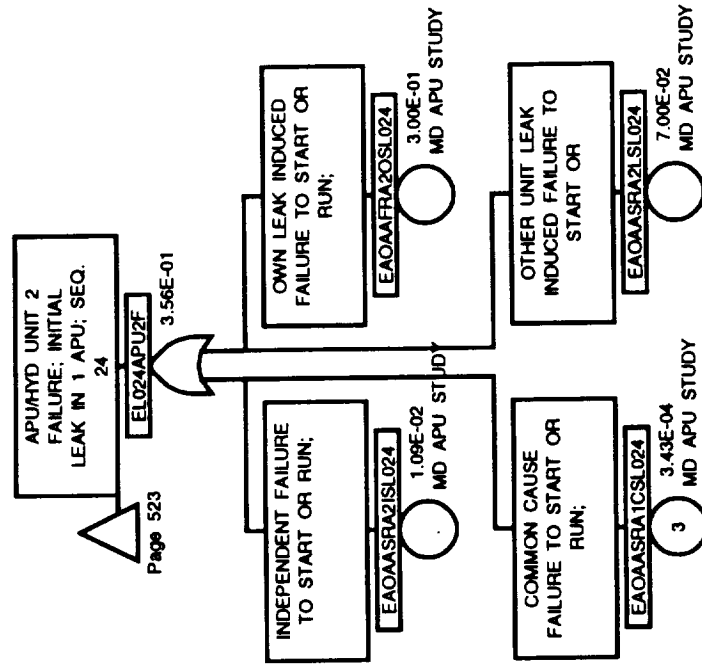 APU/HYD UNIT 2
FAILURE; INITIAL
LEAK IN 1 APU; SEQ.
24
EL024APU2F
3.56E-01
Page 523
INDEPENDENT FAILURE
TO START OR RUN;
EAOAASRA2ISL024
1.09E-02
MD APU STUDY
OWN LEAK INDUCED
FAILURE TO START OR
RUN;
EAOAAFRA2OSL024
3.00E-01
MD APU STUDY
COMMON CAUSE
FAILURE TO START OR
RUN;
EAOAASRA1CSL024
3
3.43E-04
MD APU STUDY
OTHER UNIT LEAK
INDUCED FAILURE TO
START OR
EAOAASRA2LSL024
7.00E-02
MD APU STUDY